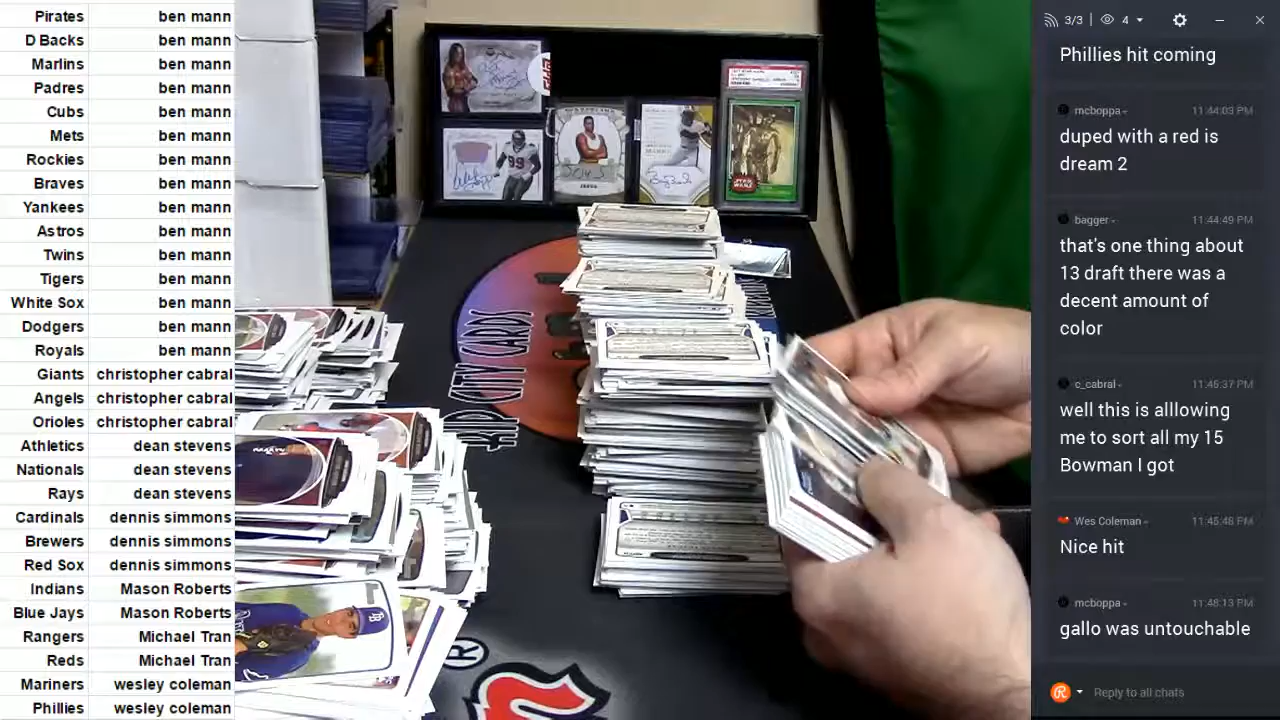 Pirates ben mann
D Backs ben mann
Marlins ben mann
Padres ben mann
Cubs ben mann
Mets ben mann
Rockies ben mann
Braves ben mann
Yankees ben mann
Astros ben mann
Twins ben mann
Tigers ben mann
White Sox ben mann
Dodgers ben mann
Royals ben mann
Giants christopher cabral
Angels christopher cabral
Orioles christopher cabral
Athletics dean stevens
Nationals dean stevens
Rays dean stevens
Cardinals dennis simmons
Brewers dennis simmons
Red Sox dennis simmons
Indians Mason Roberts
Blue Jays Mason Roberts
Rangers Michael Tran
Reds Michael Tran
Mariners wesley coleman
Phillies wesley coleman
99
STAR WARS
RIP CITY CARDS
®
3/3 4
Phillies hit coming
mcboppa 11:44:03 PM
duped with a red is
dream 2
bagger 11:44:49 PM
that's one thing about
13 draft there was a
decent amount of
color
c_cabral 11:45:37 PM
well this is alllowing
me to sort all my 15
Bowman I got
Wes Coleman 11:45:46 PM
Nice hit
mcboppa 11:48:13 PM
gallo was untouchable
Reply to all chats